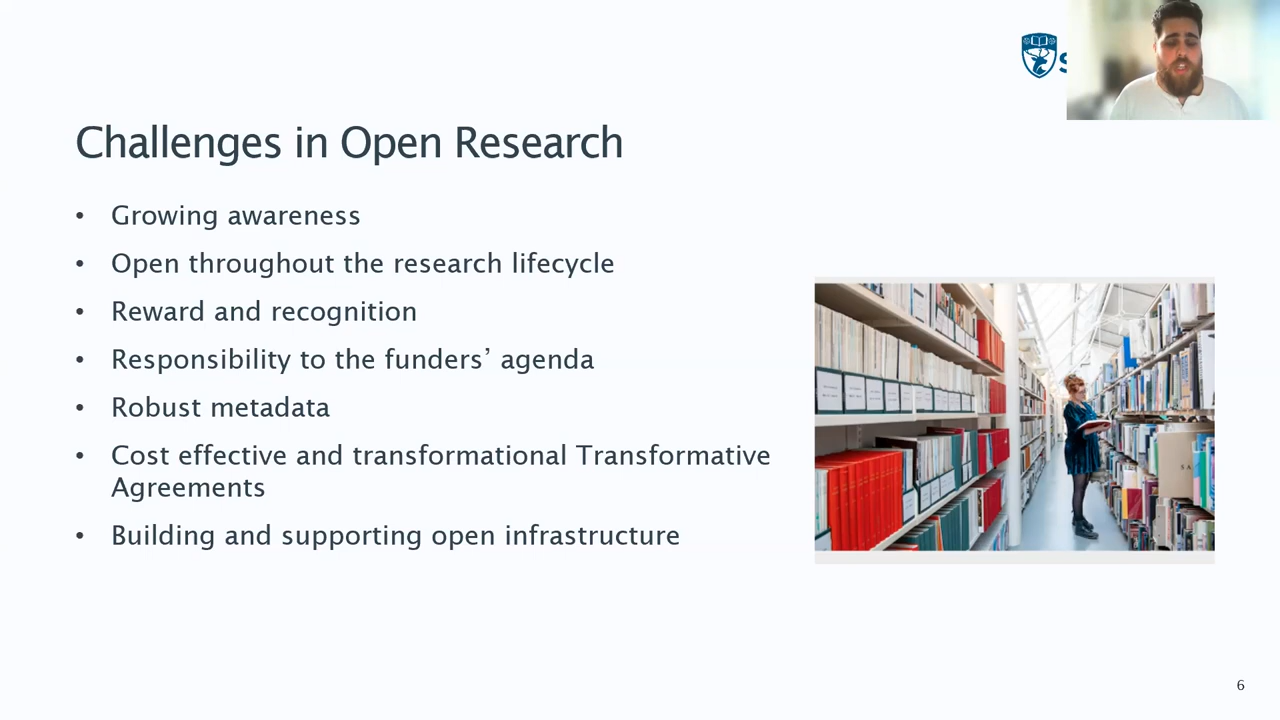 Challenges in Open Research
• Growing awareness
• Open throughout the research lifecycle
• Reward and recognition
• Responsibility to the funders’ agenda
• Robust metadata
• Cost effective and transformational Transformative
Agreements
• Building and supporting open infrastructure
6